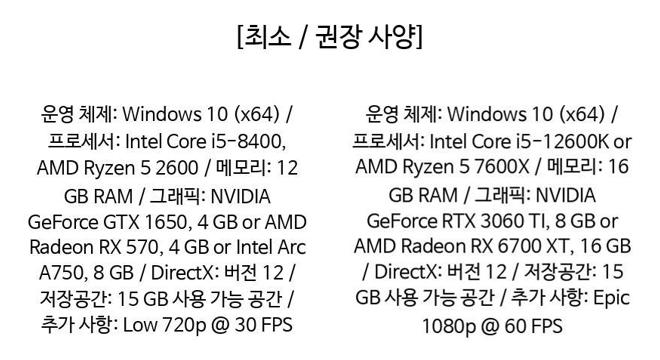 [최소 / 권장 사양]
운영 체제: Windows 10 (x64) /
프로세서: Intel Core i5-8400,
AMD Ryzen 5 2600 / 메모리: 12
GB RAM / 그래픽: NVIDIA
GeForce GTX 1650, 4 GB or AMD
Radeon RX 570, 4 GB or Intel Arc
A750, 8 GB / DirectX: 버전 12 /
저장공간: 15 GB 사용 가능 공간 /
추가 사항: Low 720p @ 30 FPS
운영 체제: Windows 10 (x64) /
프로세서: Intel Core i5-12600K or
AMD Ryzen 5 7600X / 메모리: 16
GB RAM / 그래픽: NVIDIA
GeForce RTX 3060 TI, 8 GB or
AMD Radeon RX 6700 XT, 16 GB
/ DirectX: 버전 12 / 저장공간: 15
GB 사용 가능 공간 / 추가 사항: Epic
1080p @ 60 FPS